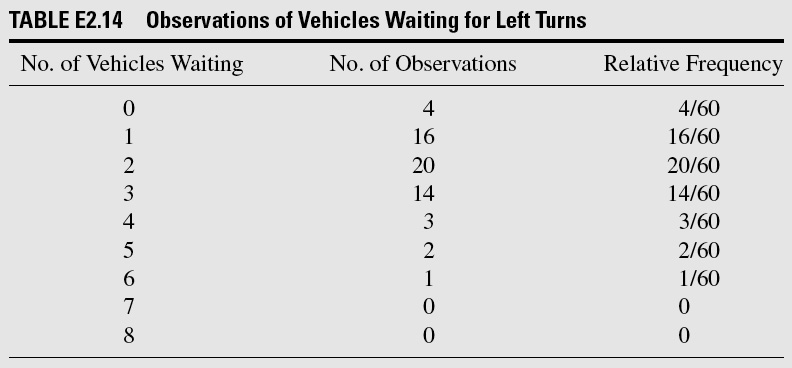 TABLE E2.14 Observations of Vehicles Waiting for Left Turns
No. of Vehicles Waiting No. of Observations Relative Frequency
0 4 4/60
1 16 16/60
2 20 20/60
3 14 14/60
4 3 3/60
5 2 2/60
6 1 1/60
7 0 0
8 0 0